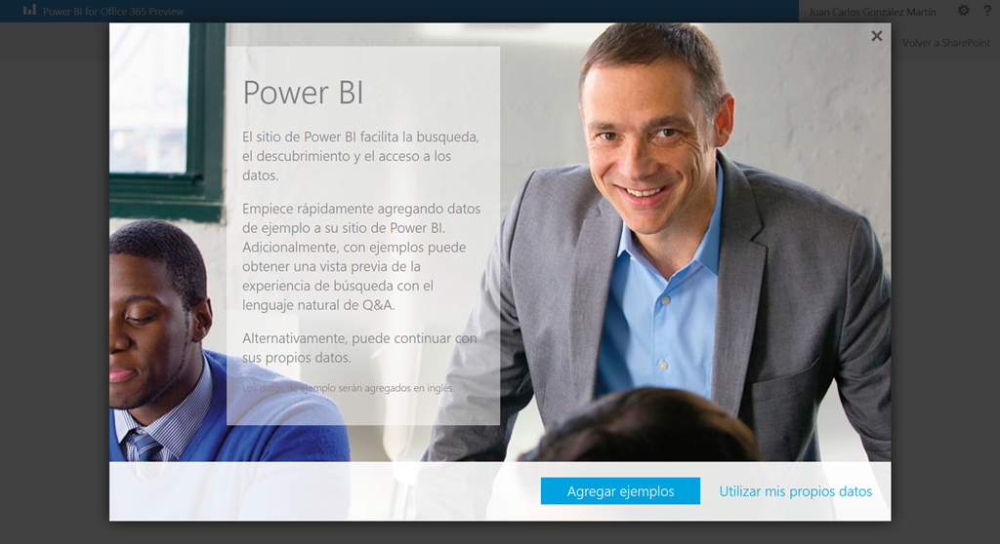 Power BI for Office 365 Preview
Juan Carlos González Martín
?
Volver a SharePoint
Power BI
El sitio de Power BI facilita la busqueda,
el descubrimiento y el acceso a los
datos.
Empiece rápidamente agregando datos
de ejemplo a su sitio de Power BI.
Adicionalmente, con ejemplos puede
obtener una vista previa de la
experiencia de búsqueda con el
lenguaje natural de Q&A.
Alternativamente, puede continuar con
sus propios datos.
Los datos de ejemplo serán agregados en inglés.
Agregar ejemplos
Utilizar mis propios datos